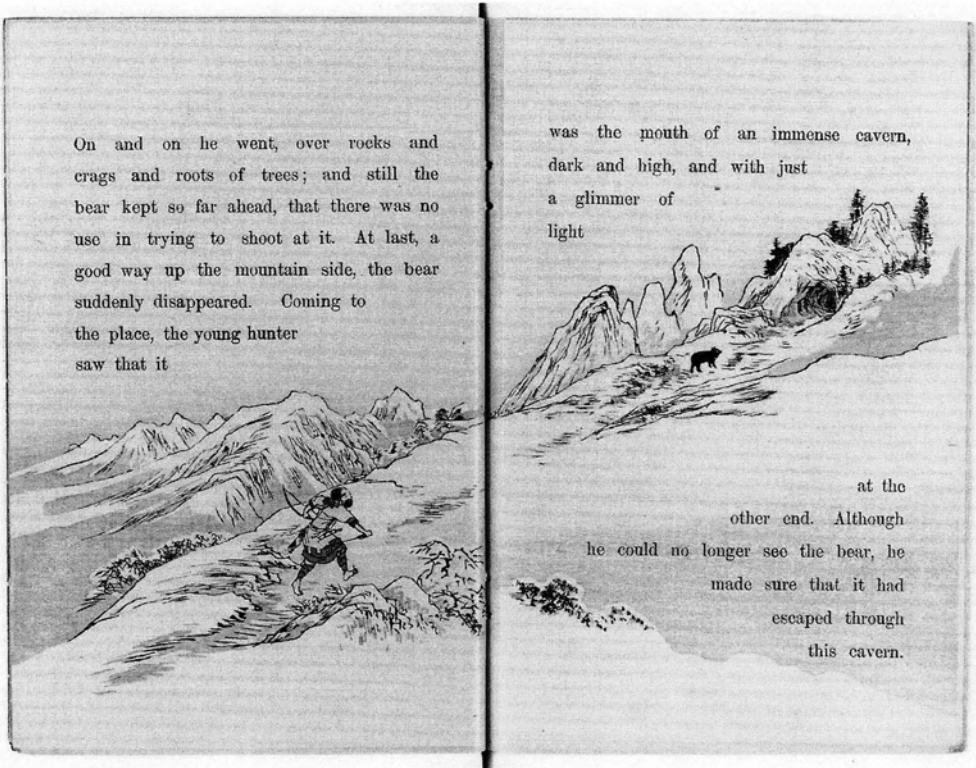 On and on he went, over rocks and
crags and roots of trees; and still the
bear kept so far ahead, that there was no
use in trying to shoot at it. At last, a
good way up the mountain side, the bear
suddenly disappeared. Coming to
the place, the young hunter
saw that it
was the mouth of an immense cavern,
dark and high, and with just
a glimmer of
light
at the
other end. Although
he could no longer see the bear, he
made sure that it had
escaped through
this cavern.